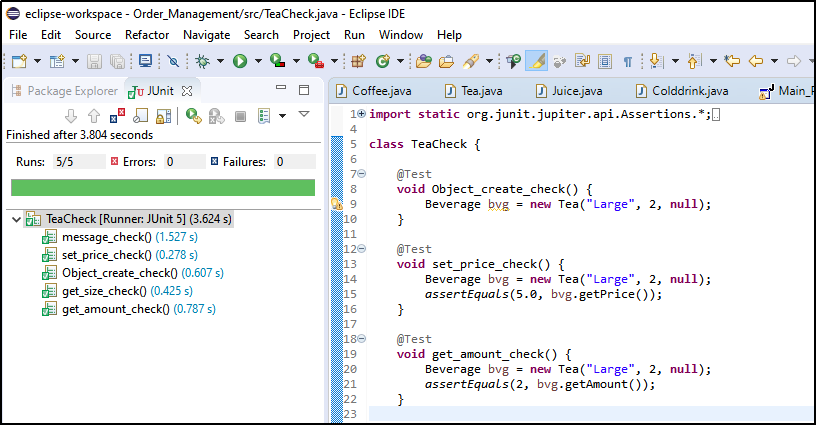 eclipse-workspace - Order_Management/src/TeaCheck.java - Eclipse IDE
File Edit Source Refactor Navigate Search Project Run Window Help
Package Explorer JUnit
Finished after 3.804 seconds
Runs: 5/5 Errors: 0 Failures: 0
TeaCheck [Runner: JUnit 5] (3.624 s)
message_check() (1.527 s)
set_price_check() (0.278 s)
Object_create_check() (0.607 s)
get_size_check() (0.425 s)
get_amount_check() (0.787 s)
Coffee.java Tea.java Juice.java Colddrink.java Main_
1 import static org.junit.jupiter.api.Assertions.*;
4
5 class TeaCheck {
6
7 @Test
8 void Object_create_check() {
9 Beverage bvg = new Tea("Large", 2, null);
10 }
11
12 @Test
13 void set_price_check() {
14 Beverage bvg = new Tea("Large", 2, null);
15 assertEquals(5.0, bvg.getPrice());
16 }
17
18 @Test
19 void get_amount_check() {
20 Beverage bvg = new Tea("Large", 2, null);
21 assertEquals(2, bvg.getAmount());
22 }
23